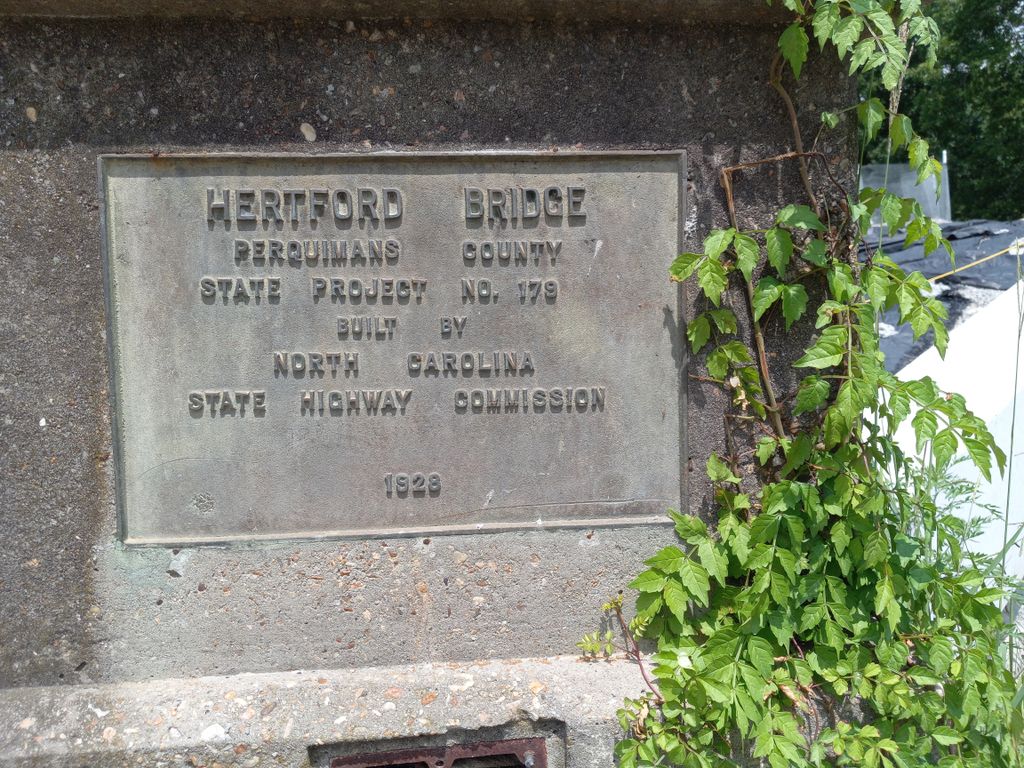 HERTFORD BRIDGE
PERQUIMANS COUNTY
STATE PROJECT NO. 179
BUILT BY
NORTH CAROLINA
STATE HIGHWAY COMMISSION
1928